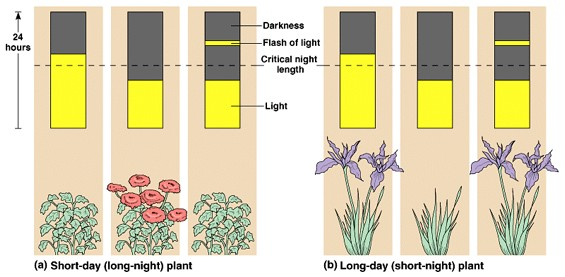 24
hours
Darkness
Flash of light
Critical night
length
Light
(a) Short-day (long-night) plant
(b) Long-day (short-night) plant